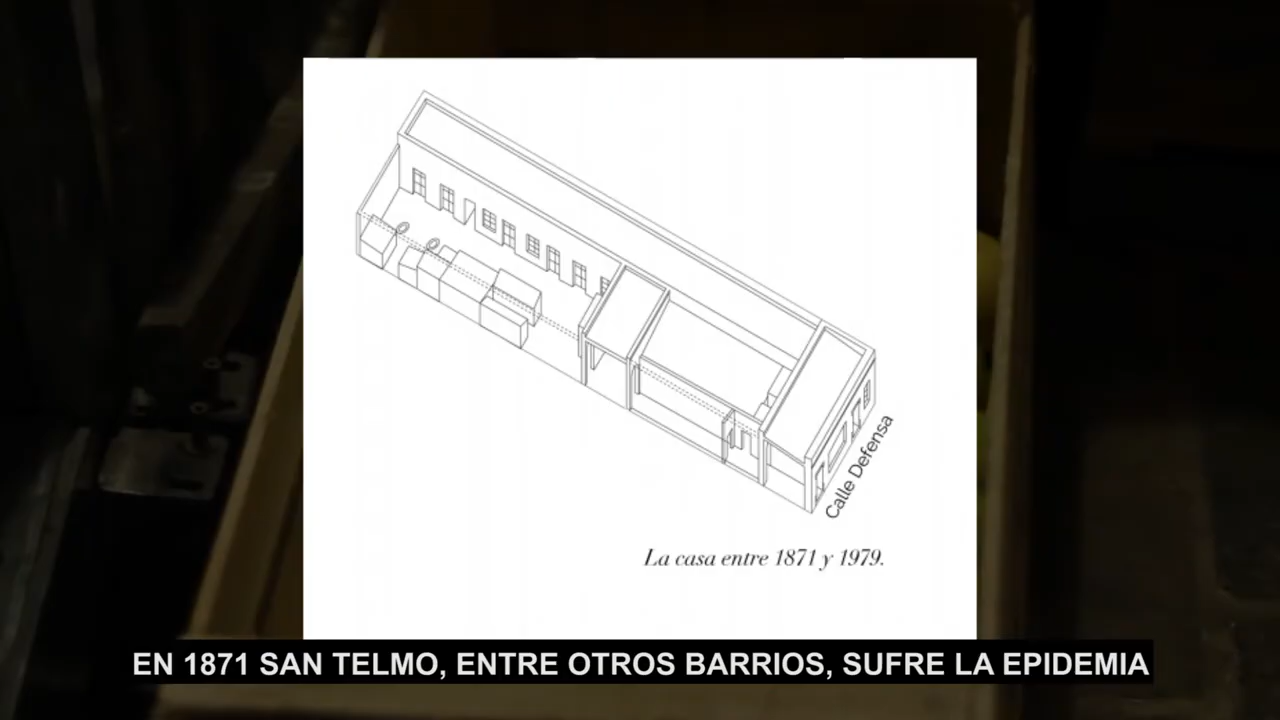 Calle Defensa
La casa entre 1871 y 1979.
EN 1871 SAN TELMO, ENTRE OTROS BARRIOS, SUFRE LA EPIDEMIA